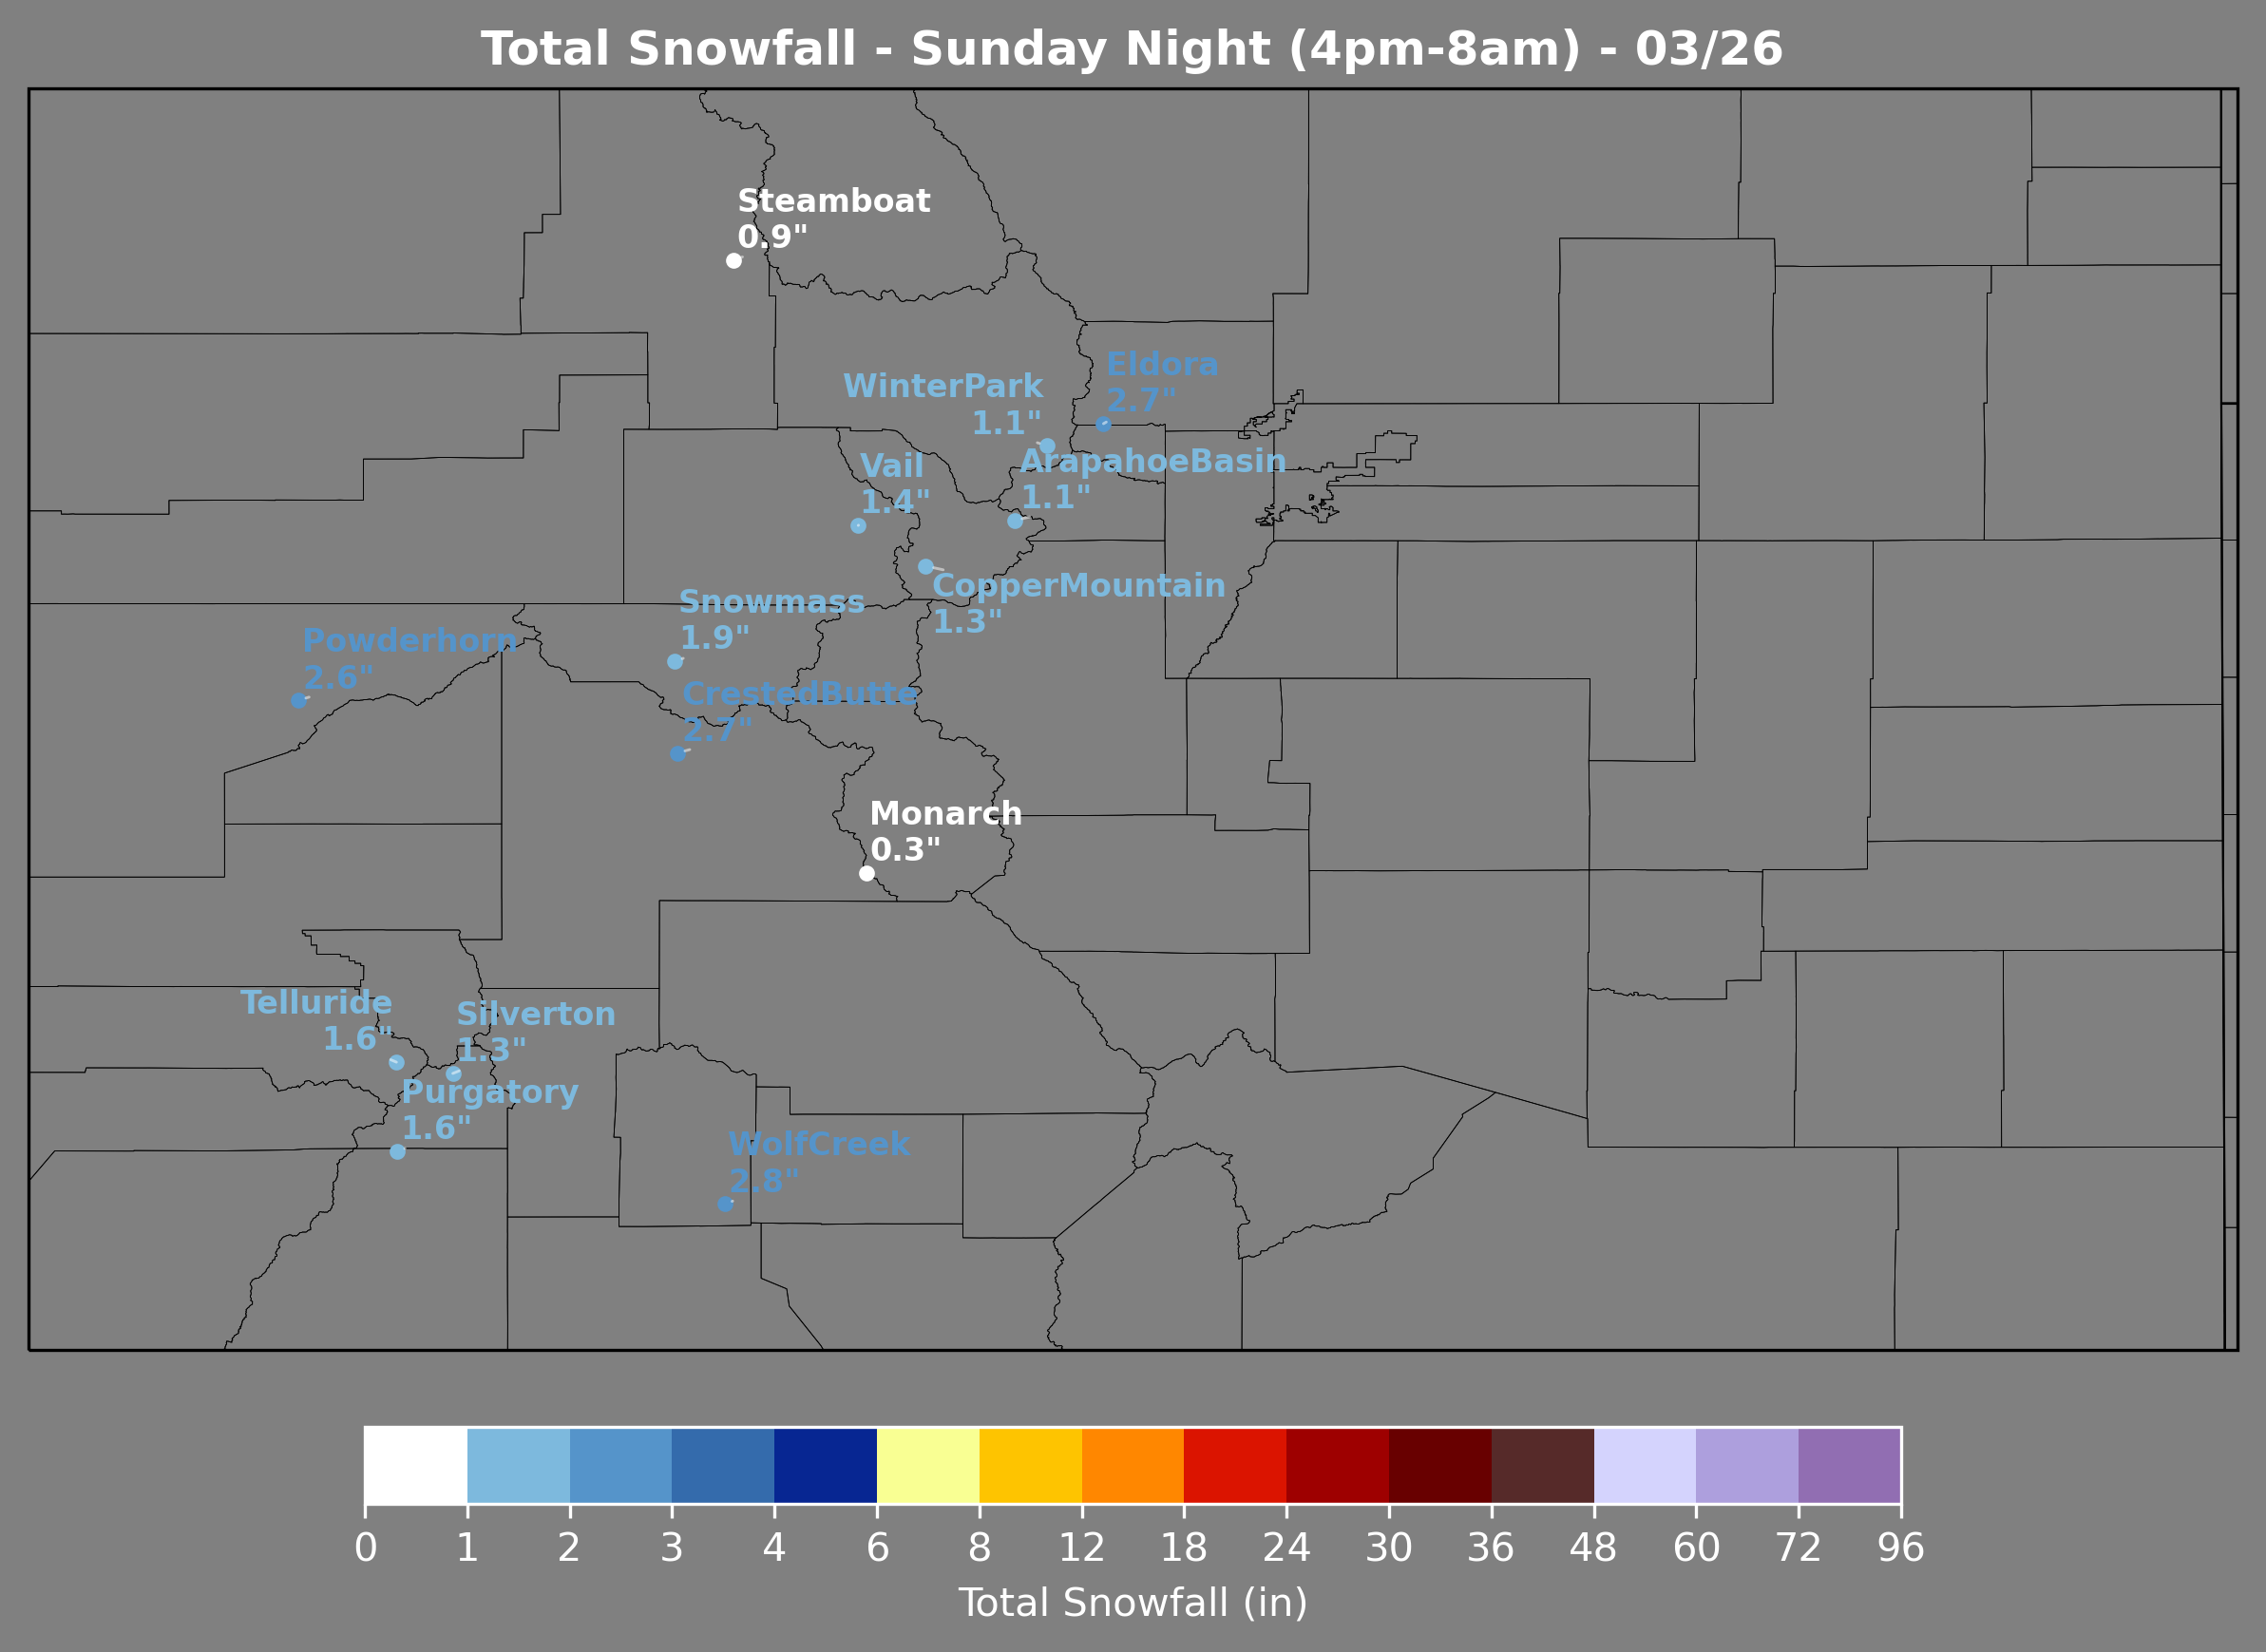 Total Snowfall - Sunday Night (4pm-8am) - 03/26
Steamboat
0.9"
Eldora
2.7"
WinterPark
1.1"
ArapahoeBasin
1.1"
Vail
1.4"
CopperMountain
1.3"
Snowmass
1.9"
Powderhorn
2.6"
CrestedButte
2.7"
Monarch
0.3"
Telluride
1.6"
Silverton
1.3"
Purgatory
1.6"
WolfCreek
2.8"
0 1 2 3 4 6 8 12 18 24 30 36 48 60 72 96
Total Snowfall (in)